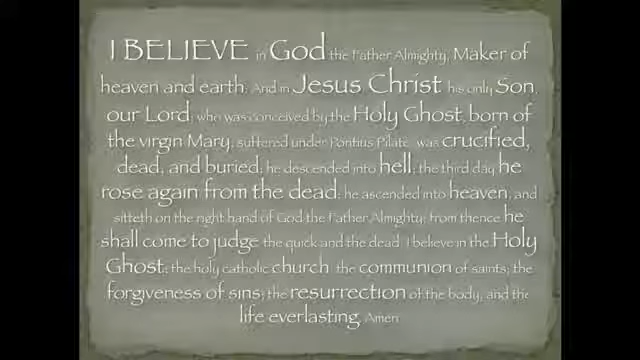 I BELIEVE in God the Father Almighty, Maker of
heaven and earth: And in Jesus Christ his only Son
our Lord; who was conceived by the Holy Ghost, born of
the virgin Mary, suffered under Pontius Pilate, was crucified,
dead, and buried; he descended into hell; the third day he
rose again from the dead; he ascended into heaven, and
sitteth on the right hand of God the Father Almighty; from thence he
shall come to judge the quick and the dead. I believe in the Holy
Ghost; the holy catholic church the communion of saints; the
forgiveness of sins; the resurrection of the body, and the
life everlasting. Amen